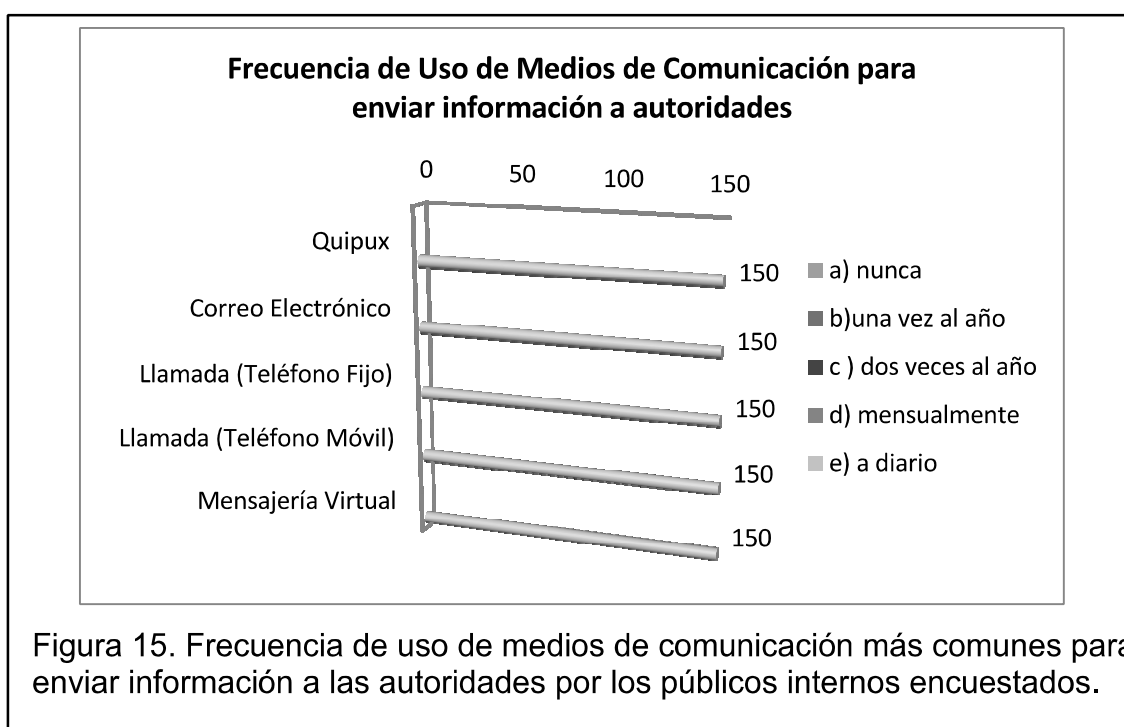 Frecuencia de Uso de Medios de Comunicación para
enviar información a autoridades
0 50 100 150
Quipux
Correo Electrónico
Llamada (Teléfono Fijo)
Llamada (Teléfono Móvil)
Mensajería Virtual
150
150
150
150
150
a) nunca
b)una vez al año
c ) dos veces al año
d) mensualmente
e) a diario
Figura 15. Frecuencia de uso de medios de comunicación más comunes para
enviar información a las autoridades por los públicos internos encuestados.